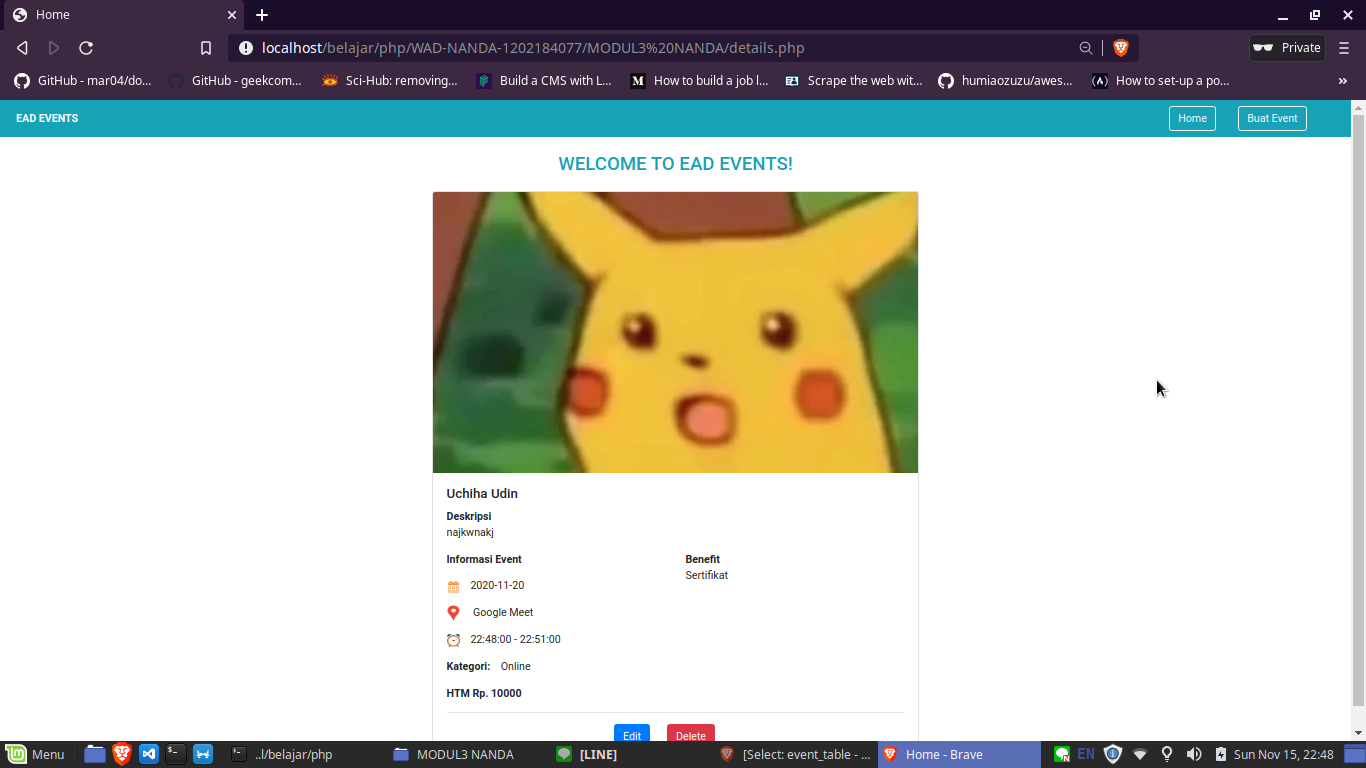 Home
localhost/belajar/php/WAD-NANDA-1202184077/MODUL3%20NANDA/details.php
Private
GitHub - mar04/do...
GitHub - geekcom...
Sci-Hub: removing...
Build a CMS with L...
M
How to build a job l...
Scrape the web wit...
humiaozuzu/awes...
(A)
How to set-up a po...
»
EAD EVENTS
Home
Buat Event
WELCOME TO EAD EVENTS!
Uchiha Udin
Deskripsi
najkwnakj
Informasi Event
Benefit
Sertifikat
2020-11-20
Google Meet
22:48:00 - 22:51:00
Kategori: Online
HTM Rp. 10000
Edit
Delete
Menu
..l/belajar/php
MODUL3 NANDA
[LINE]
[Select: event_table - ...
Home - Brave
EN
Sun Nov 15, 22:48